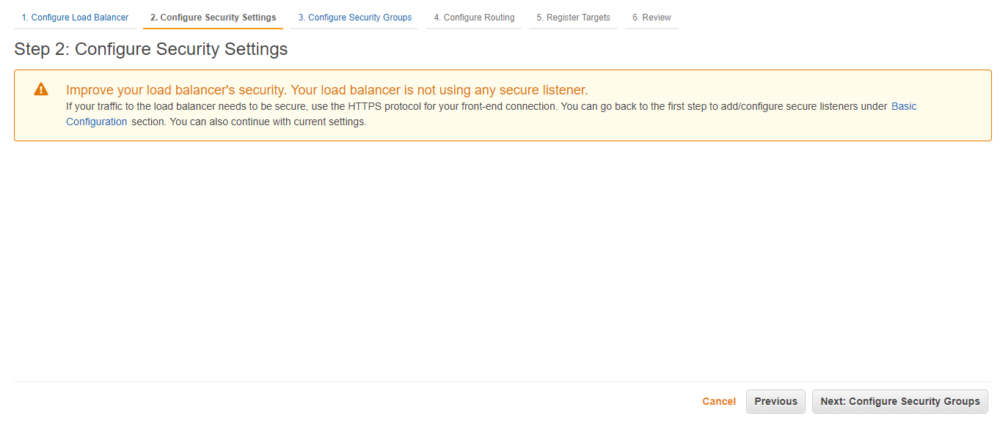 1. Configure Load Balancer 2. Configure Security Settings 3. Configure Security Groups 4. Configure Routing 5. Register Targets 6. Review
Step 2: Configure Security Settings
Improve your load balancer's security. Your load balancer is not using any secure listener.
If your traffic to the load balancer needs to be secure, use the HTTPS protocol for your front-end connection. You can go back to the first step to add/configure secure listeners under Basic
Configuration section. You can also continue with current settings.
Cancel Previous Next: Configure Security Groups